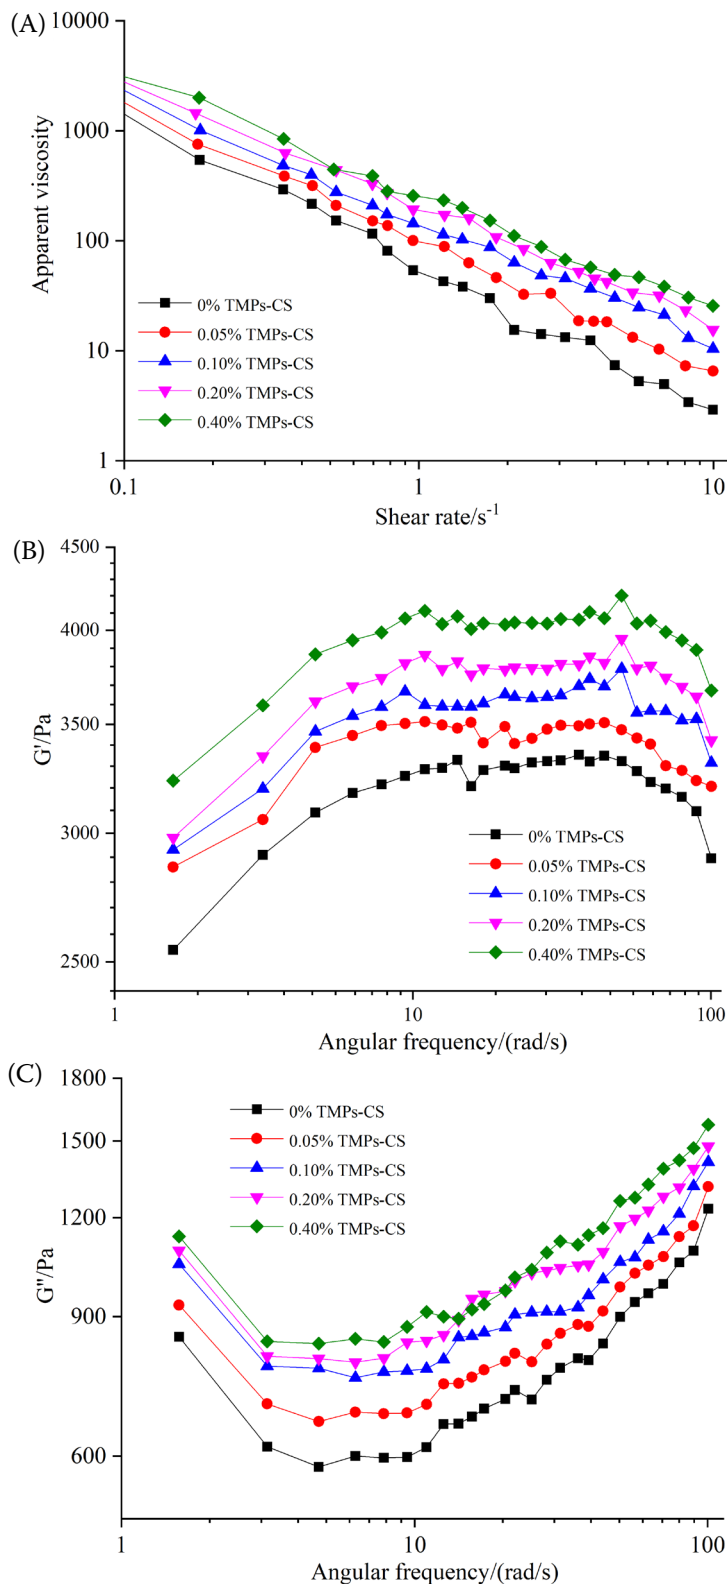 (A)
10000
1000
100
10
1
Apparent viscosity
0% TMPs-CS
0.05% TMPs-CS
0.10% TMPs-CS
0.20% TMPs-CS
0.40% TMPs-CS
0.1 1 10
Shear rate/s⁻¹
(B)
4500
4000
3500
3000
2500
G'/Pa
0% TMPs-CS
0.05% TMPs-CS
0.10% TMPs-CS
0.20% TMPs-CS
0.40% TMPs-CS
1 10 100
Angular frequency/(rad/s)
(C)
1800
1500
1200
900
600
G"/Pa
0% TMPs-CS
0.05% TMPs-CS
0.10% TMPs-CS
0.20% TMPs-CS
0.40% TMPs-CS
1 10 100
Angular frequency/(rad/s)